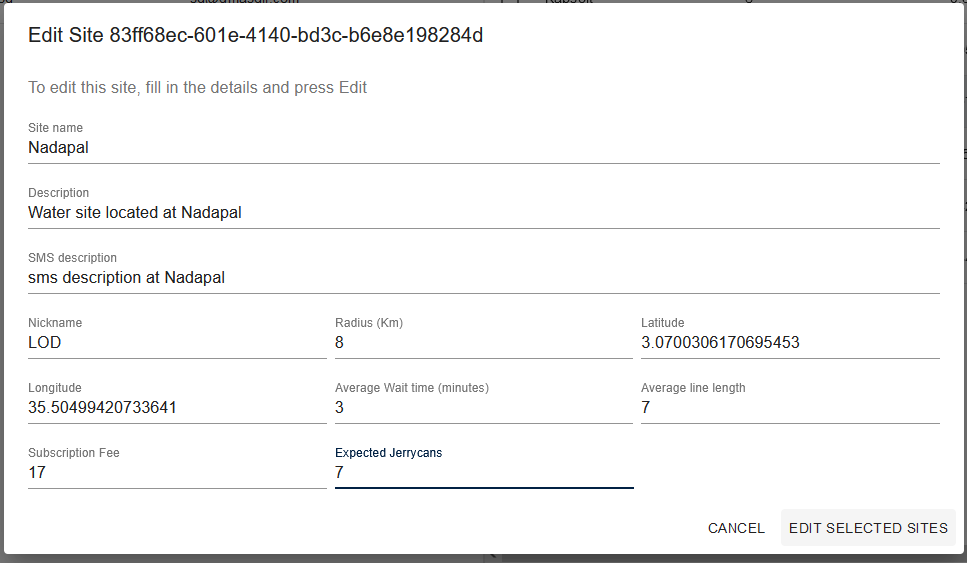 Edit Site 83ff68ec-601e-4140-bd3c-b6e8e198284d
To edit this site, fill in the details and press Edit
Site name
Nadapal
Description
Water site located at Nadapal
SMS description
sms description at Nadapal
Nickname Radius (Km) Latitude
LOD 8 3.0700306170695453
Longitude Average Wait time (minutes) Average line length
35.50499420733641 3 7
Subscription Fee Expected Jerrycans
17 7
CANCEL EDIT SELECTED SITES